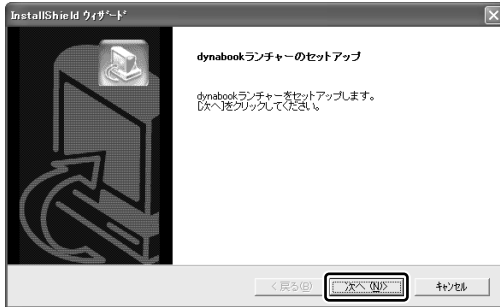 InstallShield ウィザード
dynabookランチャーのセットアップ
dynabookランチャーをセットアップします。
[次へ]をクリックしてください。
< 戻る(B) 次へ (N)> キャンセル